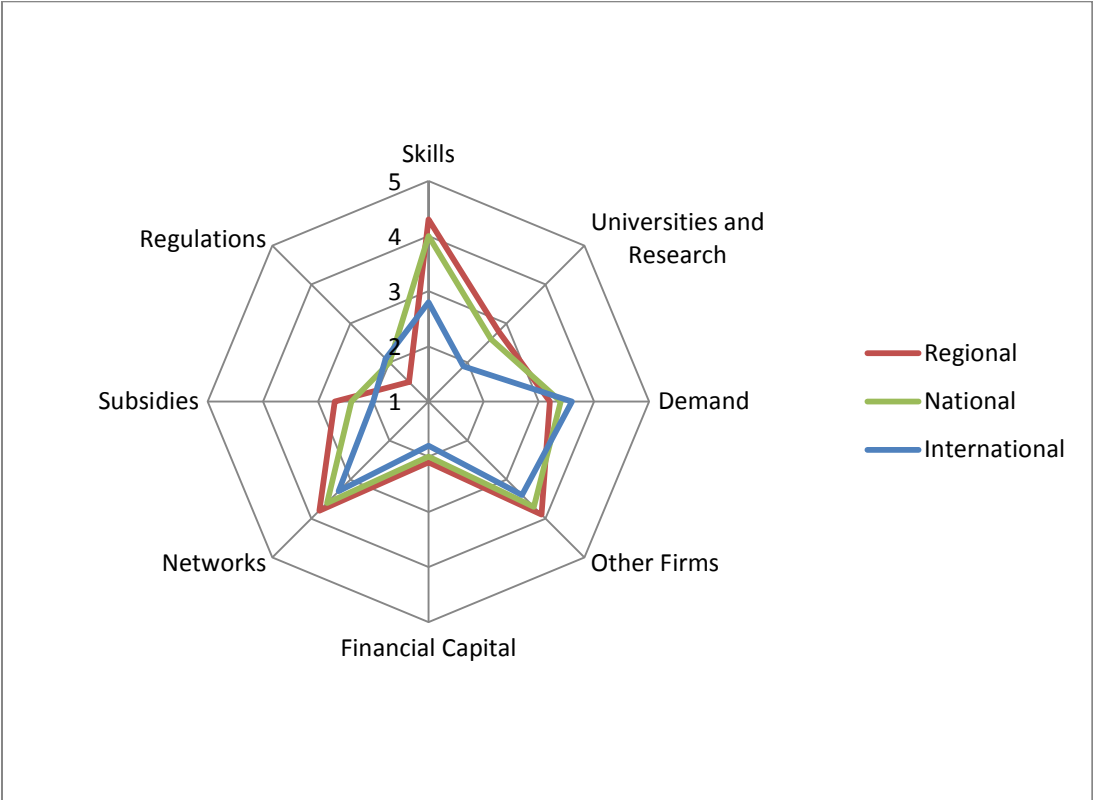 Skills
5
Universities and
Research
Regulations
4
3
2
Regional
National
International
Subsidies
1
Demand
Networks
Other Firms
Financial Capital